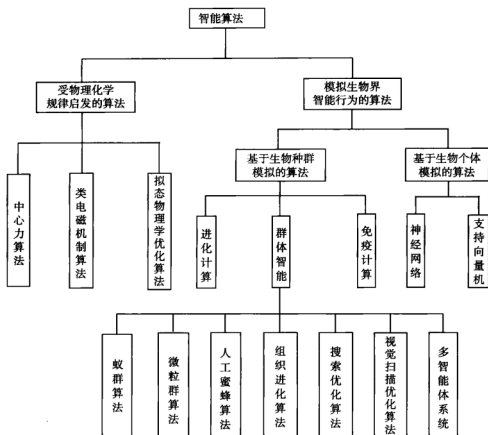 智能算法
受物理化学
规律启发的算法
模拟生物界
智能行为的算法
基于生物种群
模拟的算法
基于生物个体
模拟的算法
中心力算法
类电磁机制算法
拟态物理学优化算法
进化计算
群体智能
免疫计算
神经网络
支持向量机
蚁群算法
微粒群算法
人工蜜蜂算法
组织进化算法
搜索优化算法
视觉扫描优化算法
多智能体系统